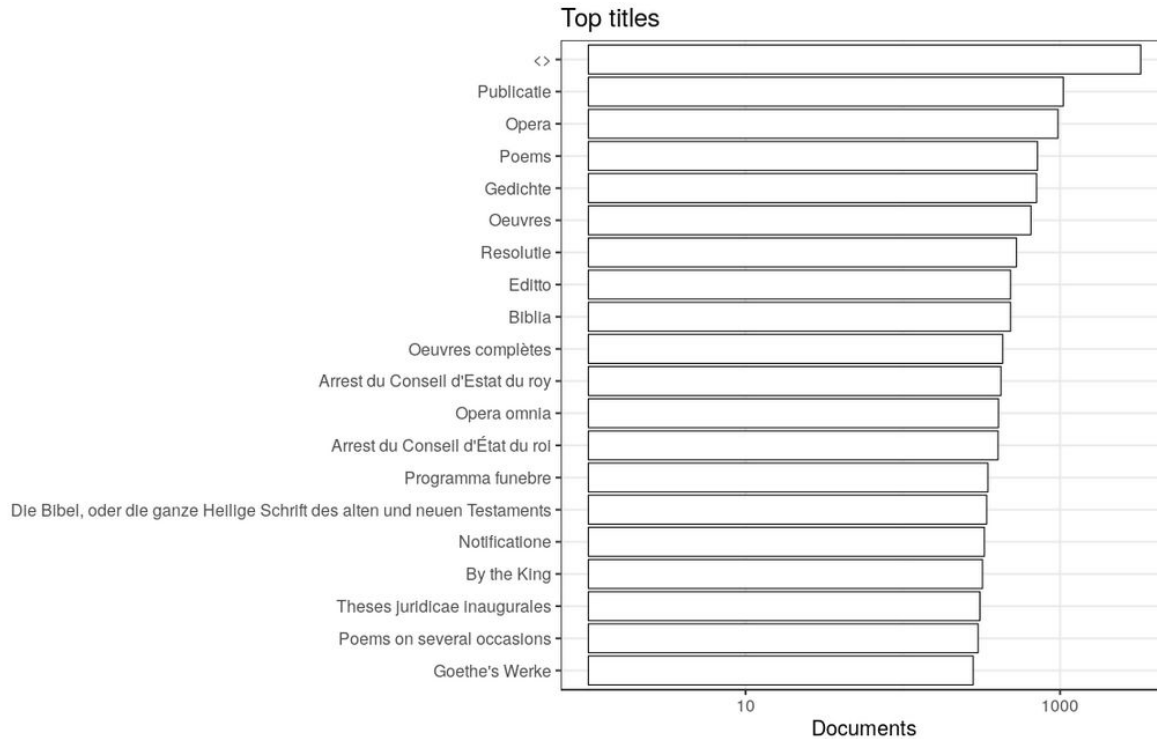 Top titles
<>
Publicatie
Opera
Poems
Gedichte
Oeuvres
Resolutie
Editto
Biblia
Oeuvres complètes
Arrest du Conseil d'Estat du roy
Opera omnia
Arrest du Conseil d'État du roi
Programma funebre
Die Bibel, oder die ganze Heilige Schrift des alten und neuen Testaments
Notificatione
By the King
Theses juridicae inaugurales
Poems on several occasions
Goethe's Werke
10 1000
Documents